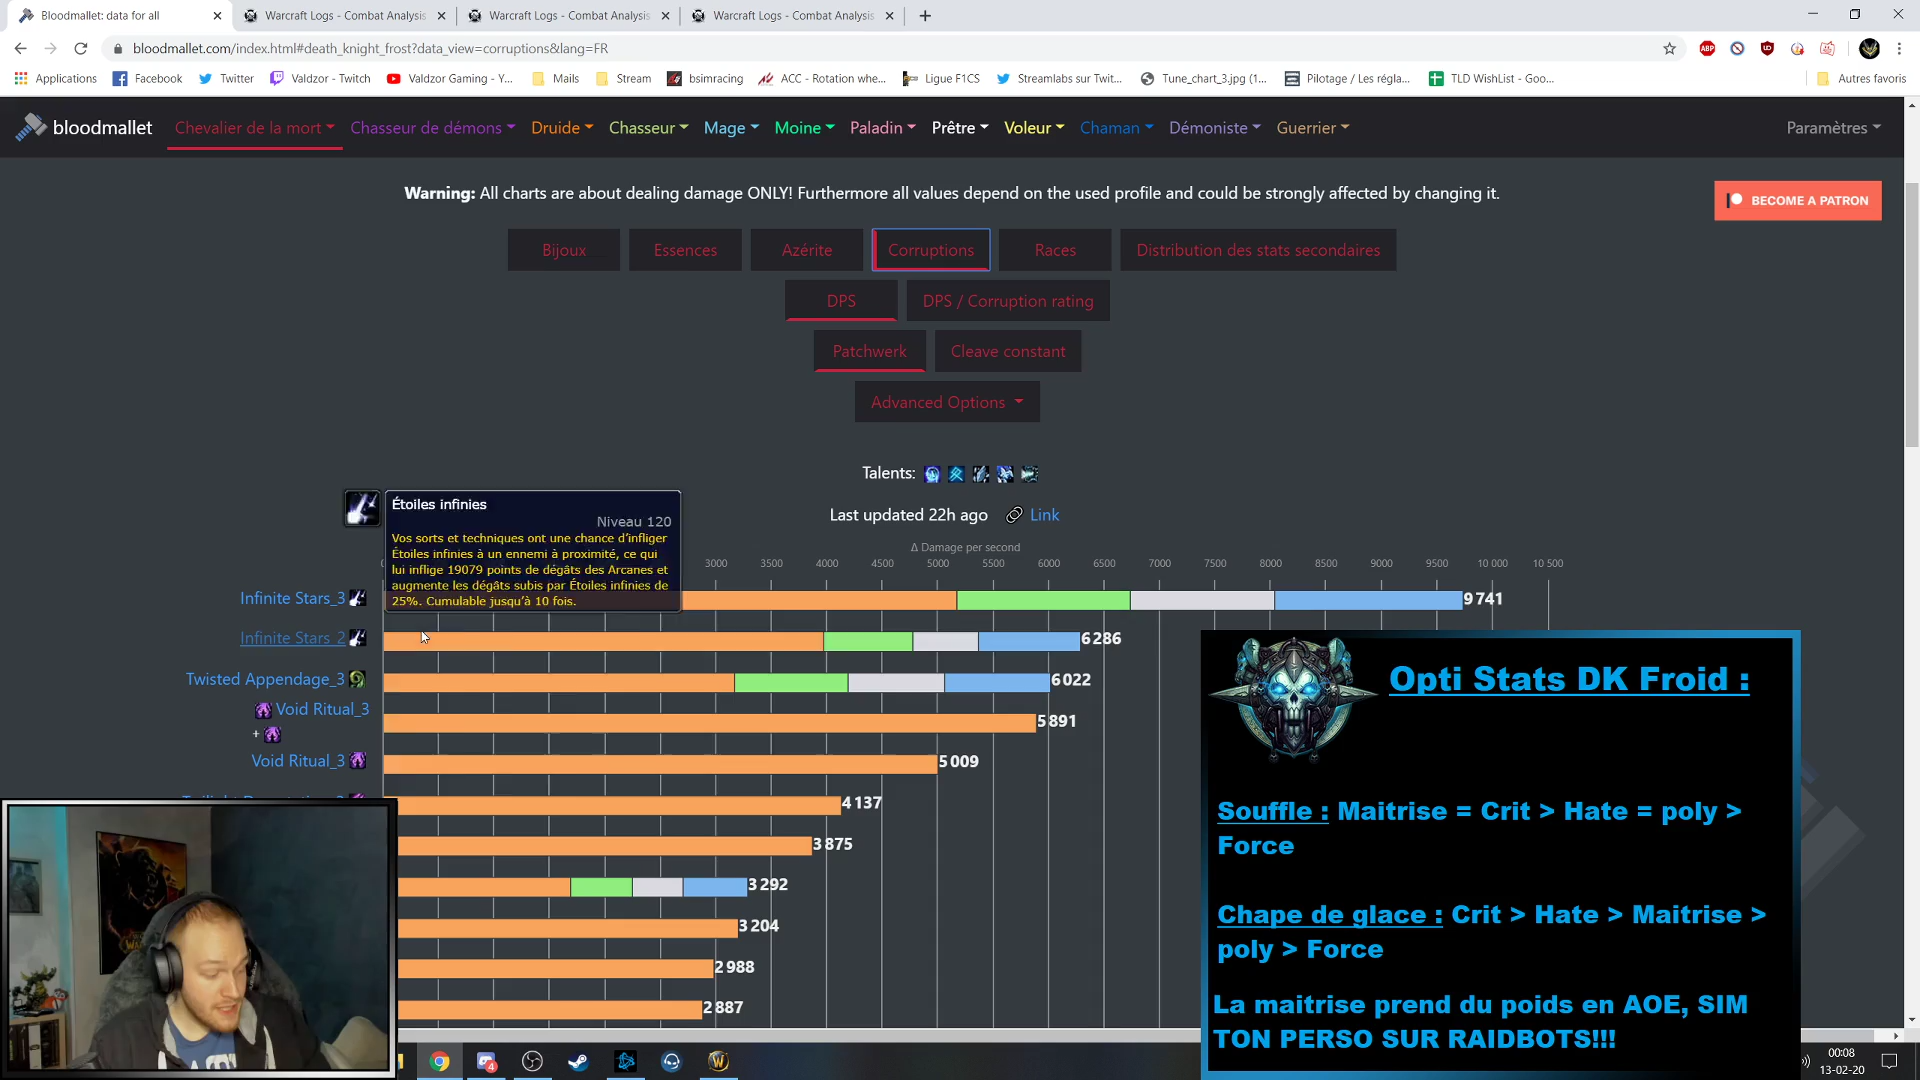 Bloodmallet: data for all
Warcraft Logs - Combat Analysis
Warcraft Logs - Combat Analysis
Warcraft Logs - Combat Analysis
bloodmallet.com/index.html#death_knight_frost?data_view=corruptions&lang=FR
Applications
Facebook
Twitter
Valdzor - Twitch
Valdzor Gaming - Y...
Mails
Stream
bsimracing
ACC - Rotation whe...
Ligue F1CS
Streamlabs sur Twit...
Tune_chart_3.jpg (1...
Pilotage / Les régla...
TLD WishList - Goo...
Autres favoris
bloodmallet
Chevalier de la mort
Chasseur de démons
Druide
Chasseur
Mage
Moine
Paladin
Prêtre
Voleur
Chaman
Démoniste
Guerrier
Paramètres
Warning: All charts are about dealing damage ONLY! Furthermore all values depend on the used profile and could be strongly affected by changing it.
BECOME A PATRON
Bijoux
Essences
Azérite
Corruptions
Races
Distribution des stats secondaires
DPS
DPS / Corruption rating
Patchwerk
Cleave constant
Advanced Options
Talents:
Last updated 22h ago
Link
Étoiles infinies
Niveau 120
Vos sorts et techniques ont une chance d'infliger
Étoiles infinies à un ennemi à proximité, ce qui
lui inflige 19079 points de dégâts des Arcanes et
augmente les dégâts subis par Étoiles infinies de
25%. Cumulable jusqu'à 10 fois.
Δ Damage per second
3000 3500 4000 4500 5000 5500 6000 6500 7000 7500 8000 8500 9000 9500 10 000 10 500
Infinite Stars_3
9 741
Infinite Stars_2
6 286
Twisted Appendage_3
6 022
Void Ritual_3
+
5 891
Void Ritual_3
5 009
4 137
3 875
3 292
3 204
2 988
2 887
Opti Stats DK Froid :
Souffle : Maitrise = Crit > Hate = poly >
Force
Chape de glace : Crit > Hate > Maitrise >
poly > Force
La maitrise prend du poids en AOE, SIM
TON PERSO SUR RAIDBOTS!!!
00:08
13-02-20